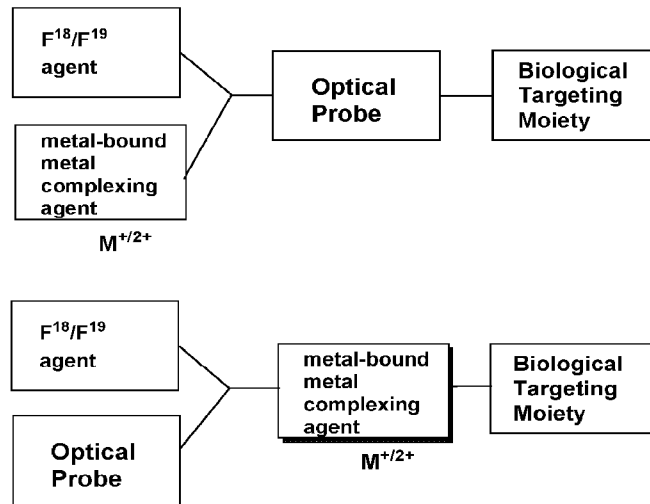 F18/F19
agent
metal-bound
metal
complexing
agent
M+/2+
Optical
Probe
Biological
Targeting
Moiety
F18/F19
agent
Optical
Probe
metal-bound
metal
complexing
agent
M+/2+
Biological
Targeting
Moiety